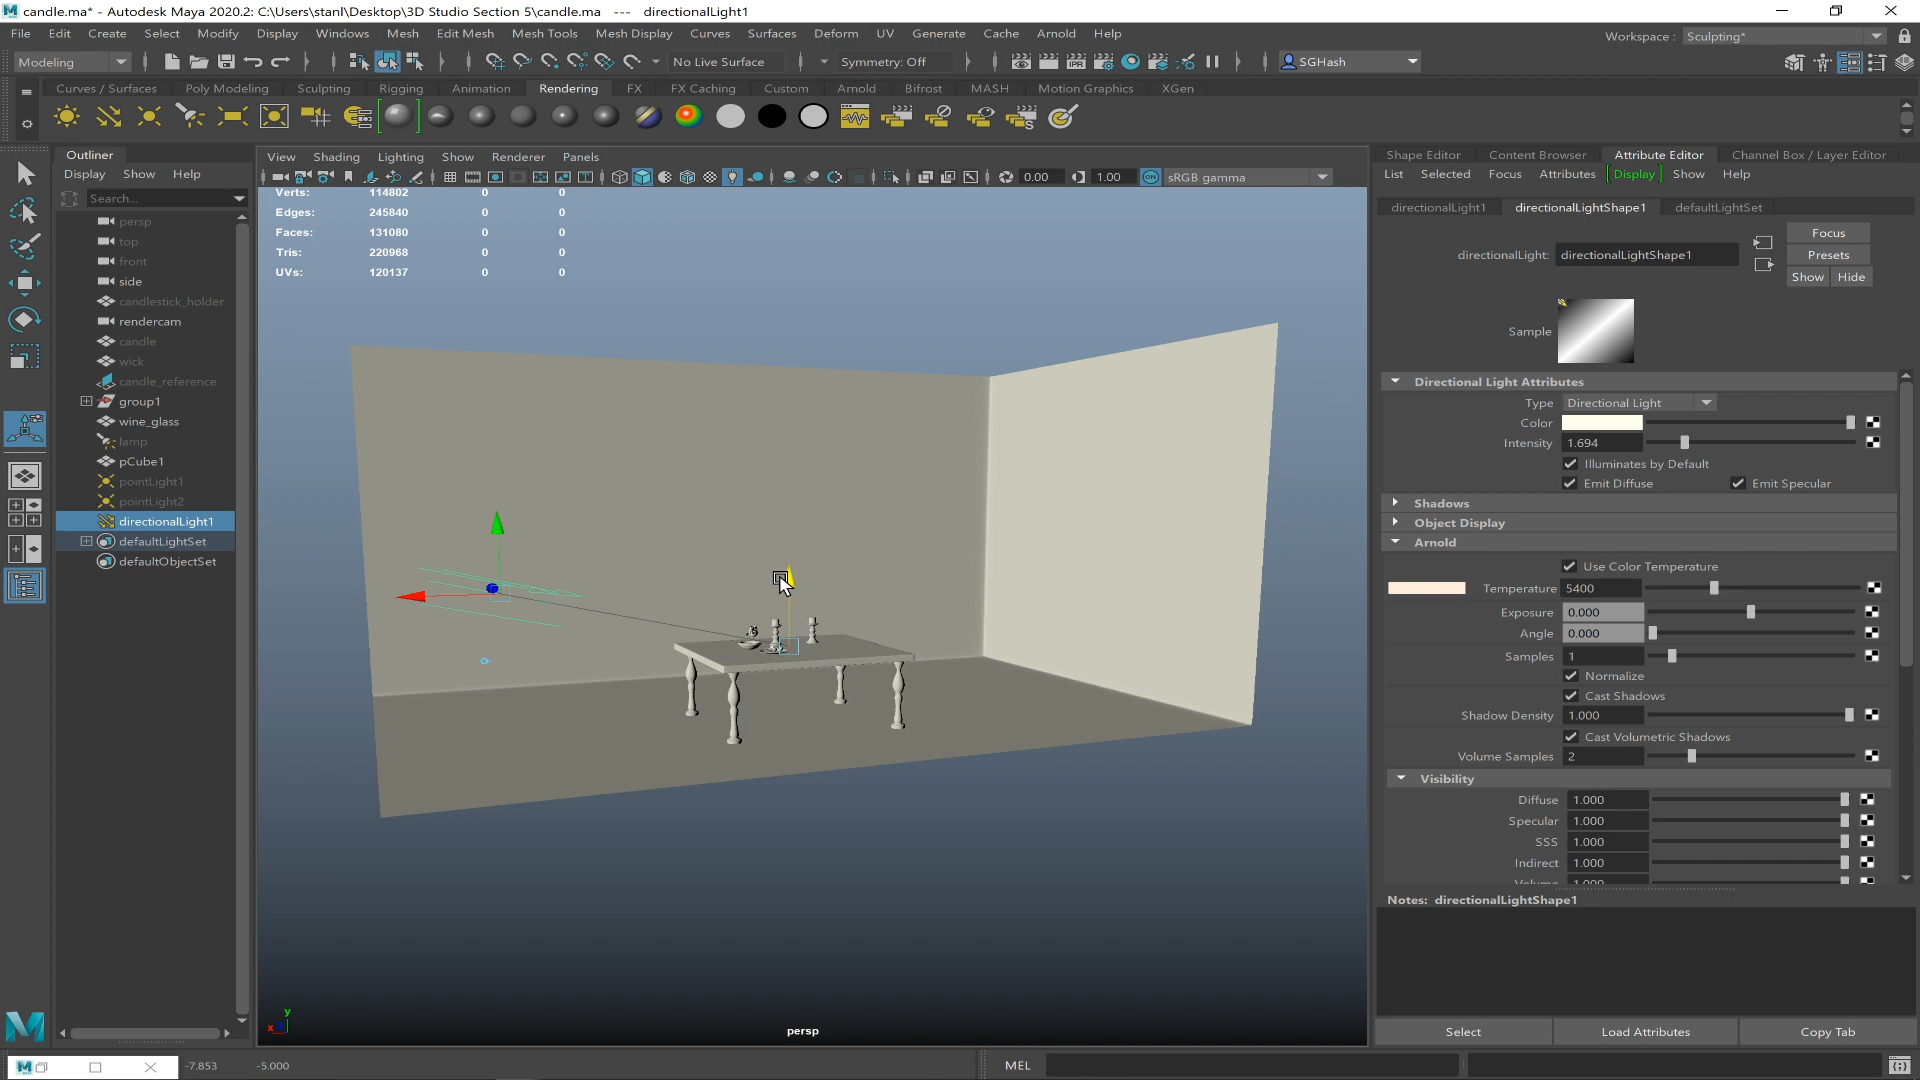 candle.ma* - Autodesk Maya 2020.2: C:\Users\stanl\Desktop\3D Studio Section 5\candle.ma --- directionalLight1
File Edit Create Select Modify Display Windows Mesh Edit Mesh Mesh Tools Mesh Display Curves Surfaces Deform UV Generate Cache Arnold Help
Workspace : Sculpting*
Modeling No Live Surface Symmetry: Off SGHash
Curves / Surfaces Poly Modeling Sculpting Rigging Animation Rendering FX FX Caching Custom Arnold Bifrost MASH Motion Graphics XGen
Outliner
Display Show Help
Search...
persp
top
front
side
candlestick_holder
rendercam
candle
wick
candle_reference
group1
wine_glass
lamp
pCube1
pointLight1
pointLight2
directionalLight1
defaultLightSet
defaultObjectSet
View Shading Lighting Show Renderer Panels
0.00 1.00 ON sRGB gamma
Verts: 114802 0 0
Edges: 245840 0 0
Faces: 131080 0 0
Tris: 220968 0 0
UVs: 120137 0 0
y
x
persp
Shape Editor Content Browser Attribute Editor Channel Box / Layer Editor
List Selected Focus Attributes Display Show Help
directionalLight1 directionalLightShape1 defaultLightSet
Focus
directionalLight: directionalLightShape1
Presets
Show Hide
Sample
Directional Light Attributes
Type Directional Light
Color
Intensity 1.694
Illuminates by Default
Emit Diffuse Emit Specular
Shadows
Object Display
Arnold
Use Color Temperature
Temperature 5400
Exposure 0.000
Angle 0.000
Samples 1
Normalize
Cast Shadows
Shadow Density 1.000
Cast Volumetric Shadows
Volume Samples 2
Visibility
Diffuse 1.000
Specular 1.000
SSS 1.000
Indirect 1.000
Volume 1.000
Notes: directionalLightShape1
Select Load Attributes Copy Tab
-7.853 -5.000
MEL